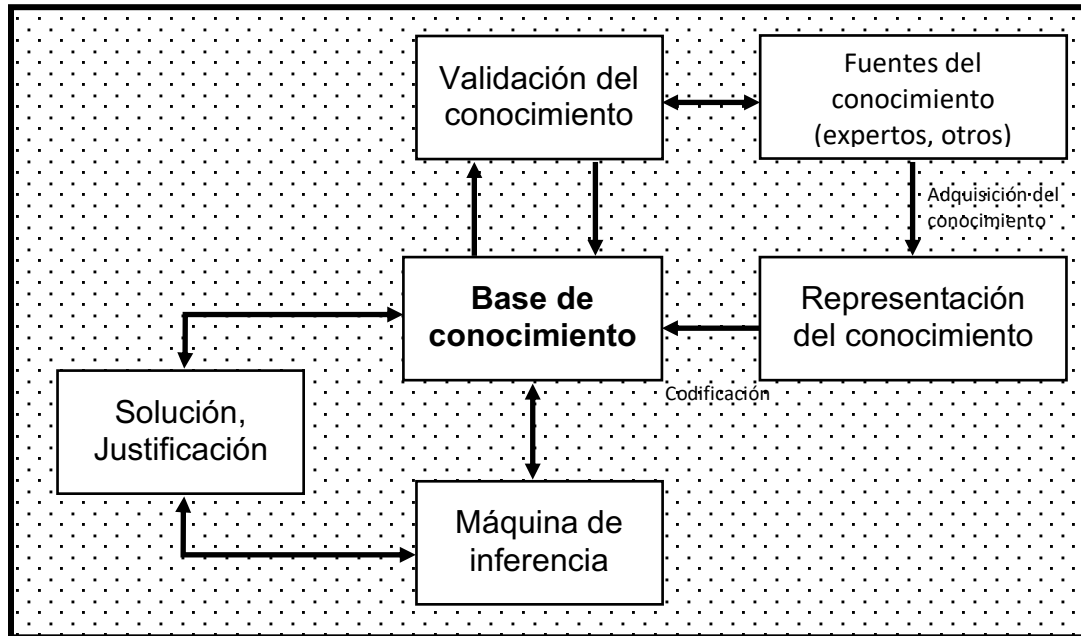 Validación del
conocimiento
Fuentes del
conocimiento
(expertos, otros)
Adquisición del
conocimiento
Base de
conocimiento
Representación
del conocimiento
Codificación
Solución,
Justificación
Máquina de
inferencia